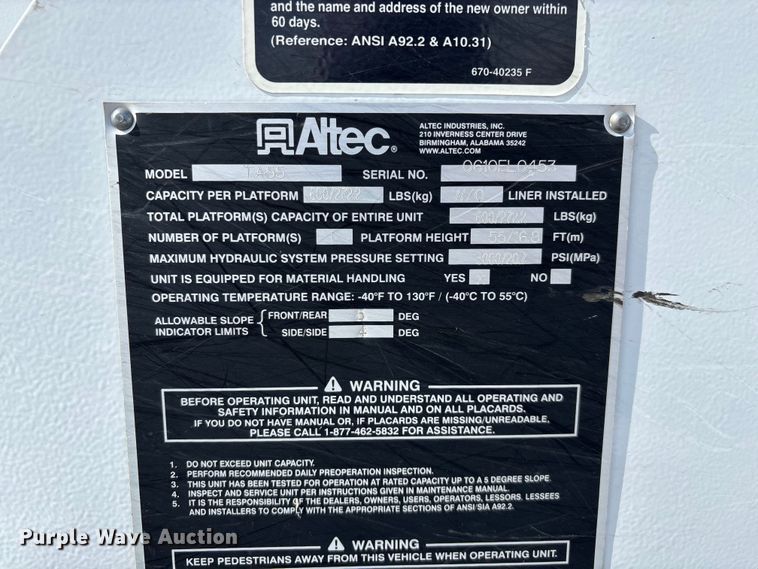 and the name and address of the new owner within
60 days.
(Reference: ANSI A92.2 & A10.31)
670-40235 F
Altec®
ALTEC INDUSTRIES, INC.
210 INVERNESS CENTER DRIVE
BIRMINGHAM, ALABAMA 35242
WWW.ALTEC.COM
MODEL SERIAL NO. 0610EL0453
CAPACITY PER PLATFORM LBS(kg) LINER INSTALLED
TOTAL PLATFORM(S) CAPACITY OF ENTIRE UNIT LBS(kg)
NUMBER OF PLATFORM(S) PLATFORM HEIGHT FT(m)
MAXIMUM HYDRAULIC SYSTEM PRESSURE SETTING PSI(MPa)
UNIT IS EQUIPPED FOR MATERIAL HANDLING YES NO
OPERATING TEMPERATURE RANGE: -40°F TO 130°F / (-40°C TO 55°C)
ALLOWABLE SLOPE INDICATOR LIMITS { FRONT/REAR 5 DEG
SIDE/SIDE 4 DEG
WARNING
BEFORE OPERATING UNIT, READ AND UNDERSTAND ALL OPERATING AND
SAFETY INFORMATION IN MANUAL AND ON ALL PLACARDS.
IF YOU DO NOT HAVE MANUAL OR, IF PLACARDS ARE MISSING/UNREADABLE,
PLEASE CALL 1-877-462-5832 FOR ASSISTANCE.
1. DO NOT EXCEED UNIT CAPACITY.
2. PERFORM RECOMMENDED DAILY PREOPERATION INSPECTION.
3. THIS UNIT HAS BEEN TESTED FOR OPERATION AT RATED CAPACITY UP TO A 5 DEGREE SLOPE.
4. INSPECT AND SERVICE UNIT PER INSTRUCTIONS GIVEN IN MAINTENANCE MANUAL.
5. IT IS THE RESPONSIBILITY OF THE DEALERS, OWNERS, USERS, OPERATORS, LESSORS, LESSEES
AND INSTALLERS TO COMPLY WITH THE APPROPRIATE SECTIONS OF ANSI SIA A92.2.
WARNING
KEEP PEDESTRIANS AWAY FROM THIS VEHICLE WHEN OPERATING UNIT.
Purple Wave Auction